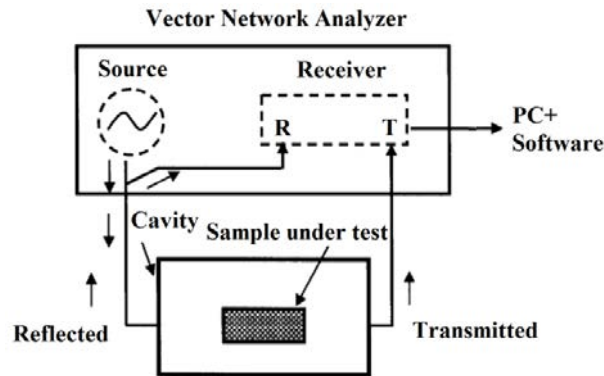 Vector Network Analyzer
Source
Receiver
R
T
PC+
Software
Cavity
Sample under test
Reflected
Transmitted